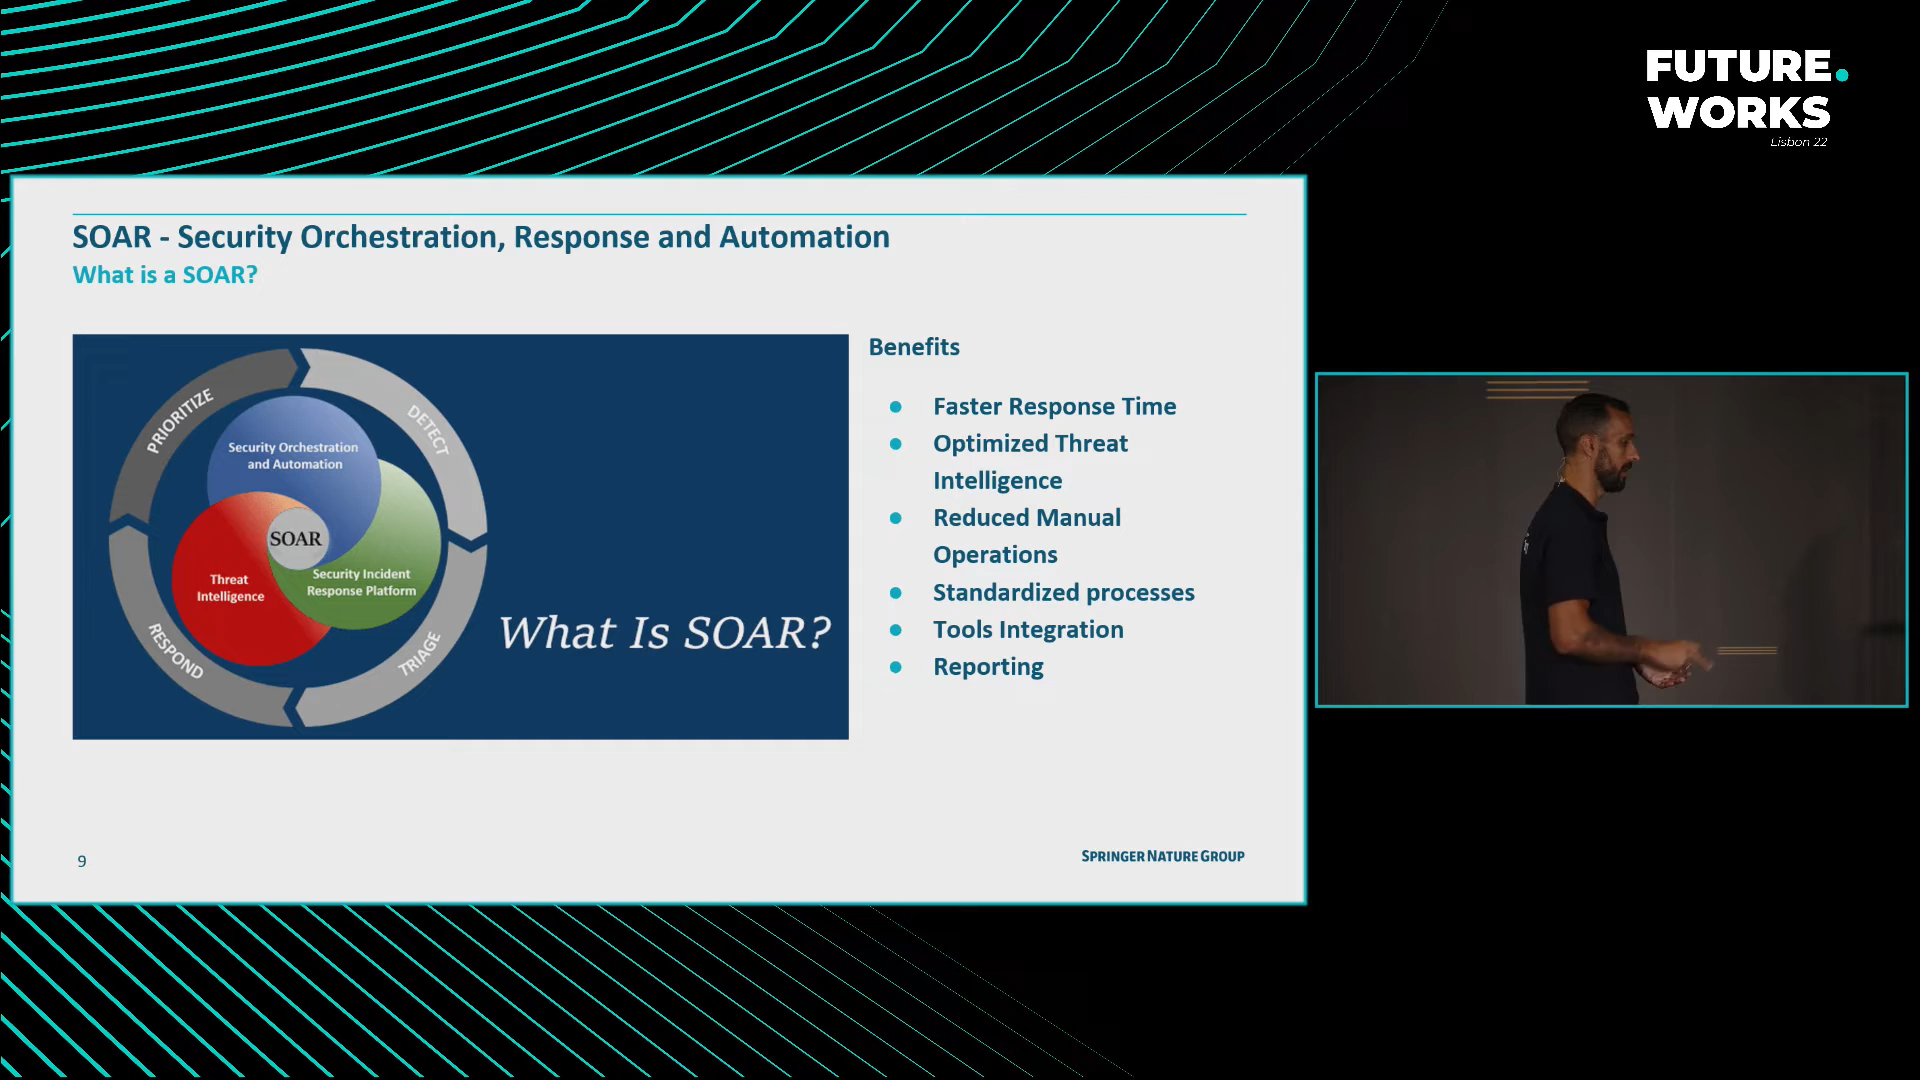 FUTURE.
WORKS
Lisbon 22
SOAR - Security Orchestration, Response and Automation
What is a SOAR?
PRIORITIZE
DETECT
Security Orchestration
and Automation
SOAR
Threat
Intelligence
Security Incident
Response Platform
RESPOND
TRIAGE
What Is SOAR?
Benefits
● Faster Response Time
● Optimized Threat
Intelligence
● Reduced Manual
Operations
● Standardized processes
● Tools Integration
● Reporting
9
SPRINGER NATURE GROUP